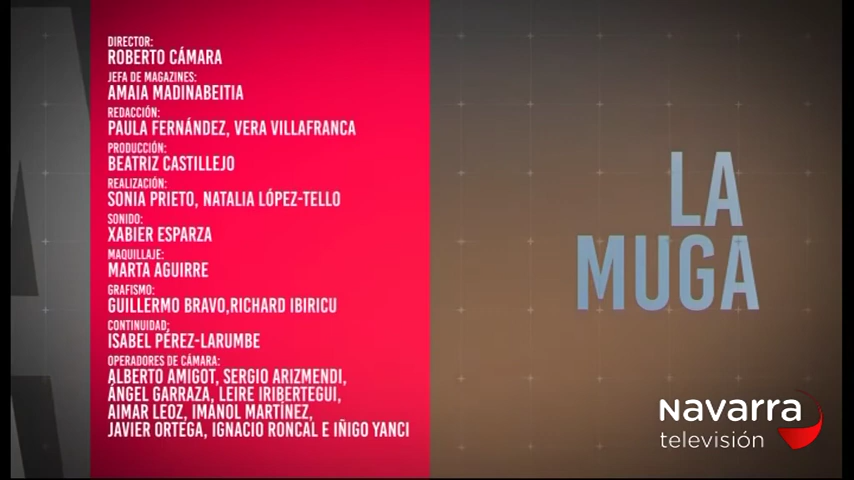 DIRECTOR:
ROBERTO CÁMARA
JEFA DE MAGAZINES:
AMAIA MADINABEITIA
REDACCIÓN:
PAULA FERNÁNDEZ, VERA VILLAFRANCA
PRODUCCIÓN:
BEATRIZ CASTILLEJO
REALIZACIÓN:
SONIA PRIETO, NATALIA LÓPEZ-TELLO
SONIDO:
XABIER ESPARZA
MAQUILLAJE:
MARTA AGUIRRE
GRAFISMO:
GUILLERMO BRAVO,RICHARD IBIRICU
CONTINUIDAD;
ISABEL PÉREZ-LARUMBE
OPERADORES DE CÁMARA:
ALBERTO AMIGOT, SERGIO ARIZMENDI,
ÁNGEL GARRAZA, LEIRE IRIBERTEGUI,
AIMAR LEOZ, IMÁNOL MARTÍNEZ,
JAVIER ORTEGA, IGNACIO RONCAL E IÑIGO YANCI
LA
MUGA
Navarra
televisión